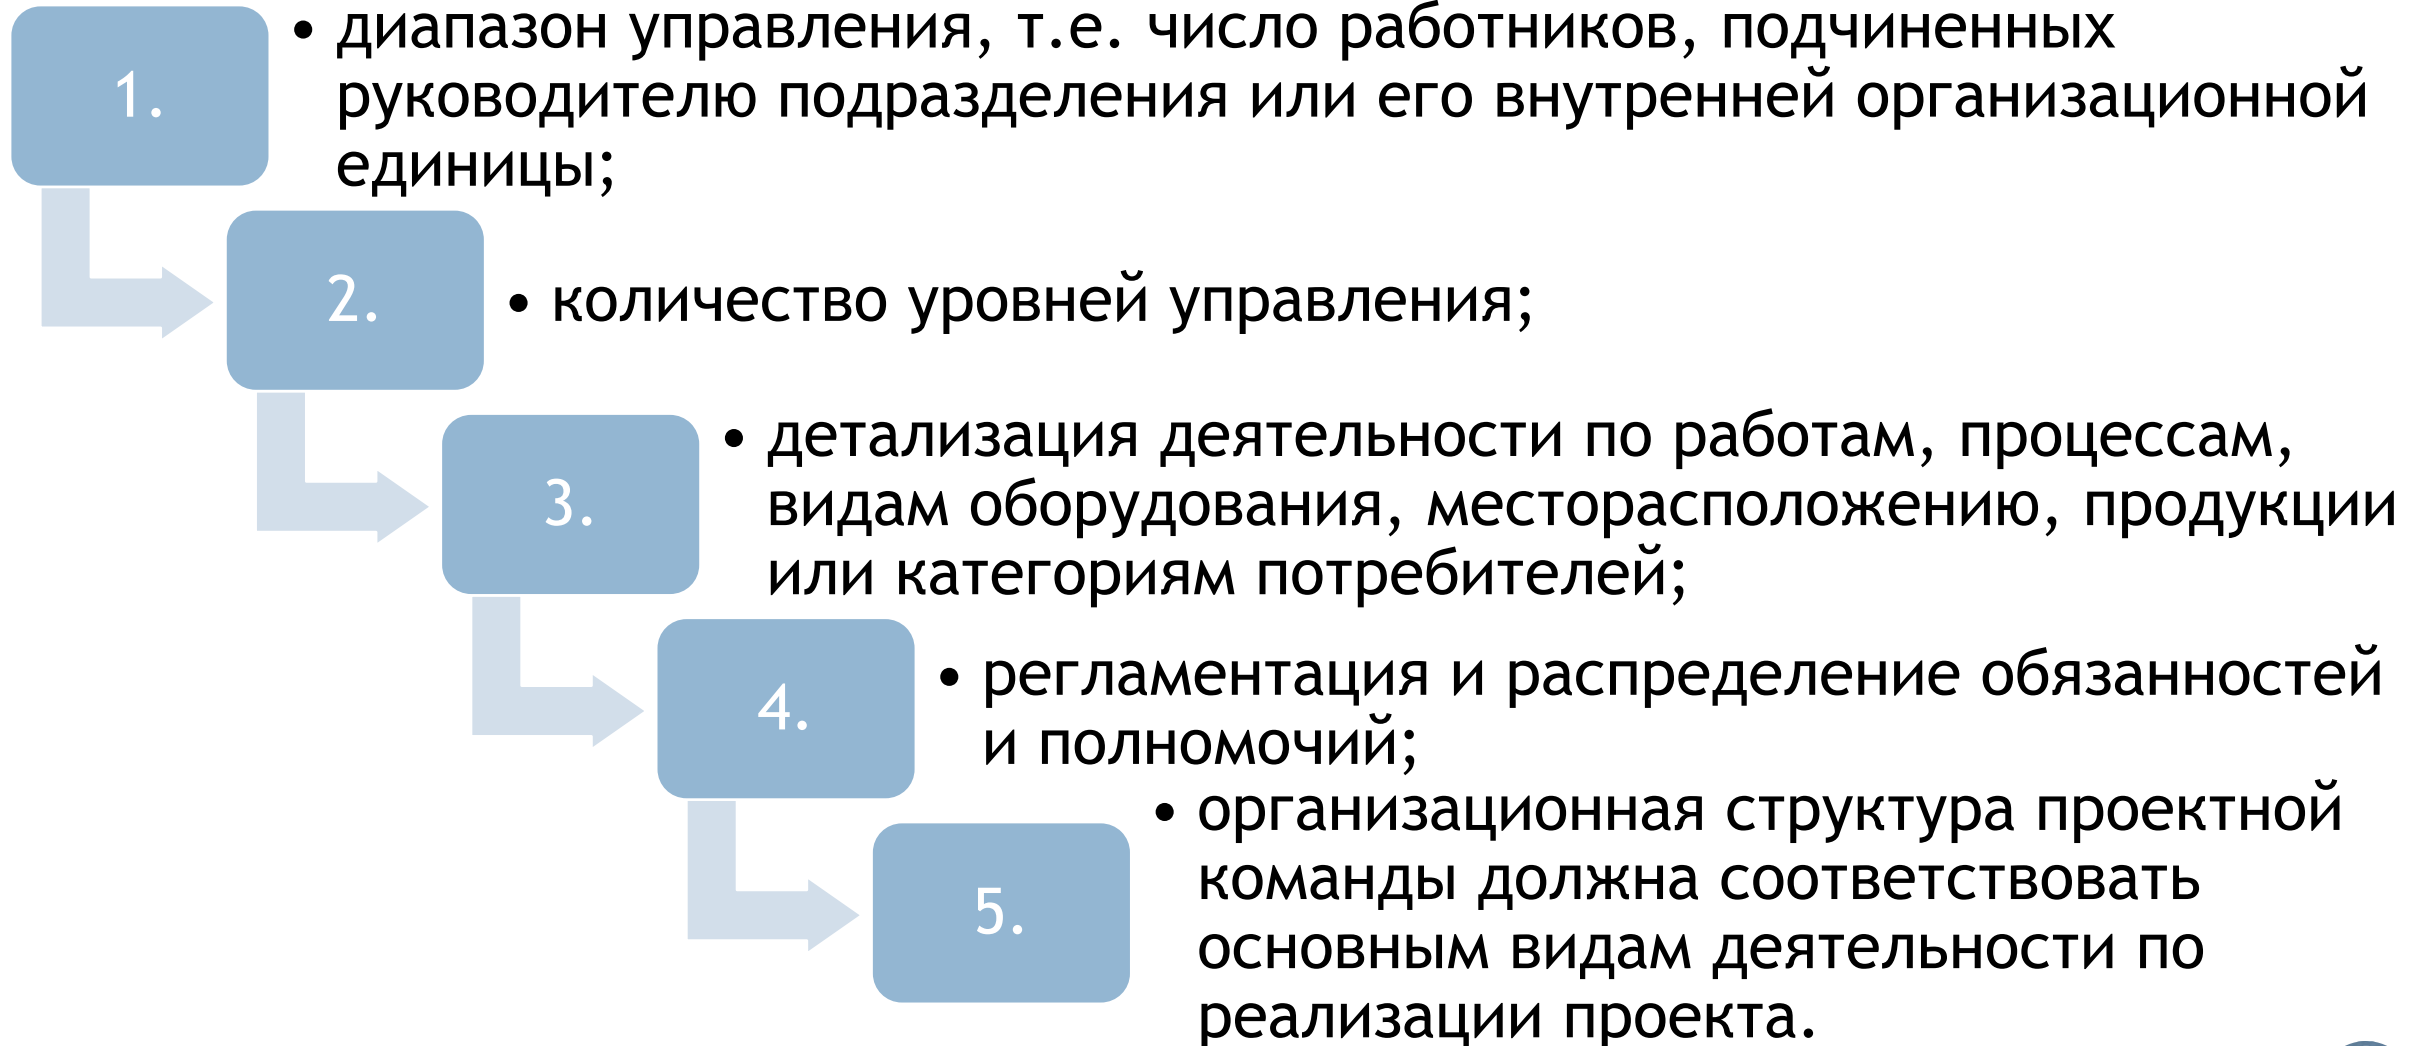 1.
• диапазон управления, т.е. число работников, подчиненных
руководителю подразделения или его внутренней организационной
единицы;
2.
• количество уровней управления;
3.
• детализация деятельности по работам, процессам,
видам оборудования, месторасположению, продукции
или категориям потребителей;
4.
• регламентация и распределение обязанностей
и полномочий;
5.
• организационная структура проектной
команды должна соответствовать
основным видам деятельности по
реализации проекта.